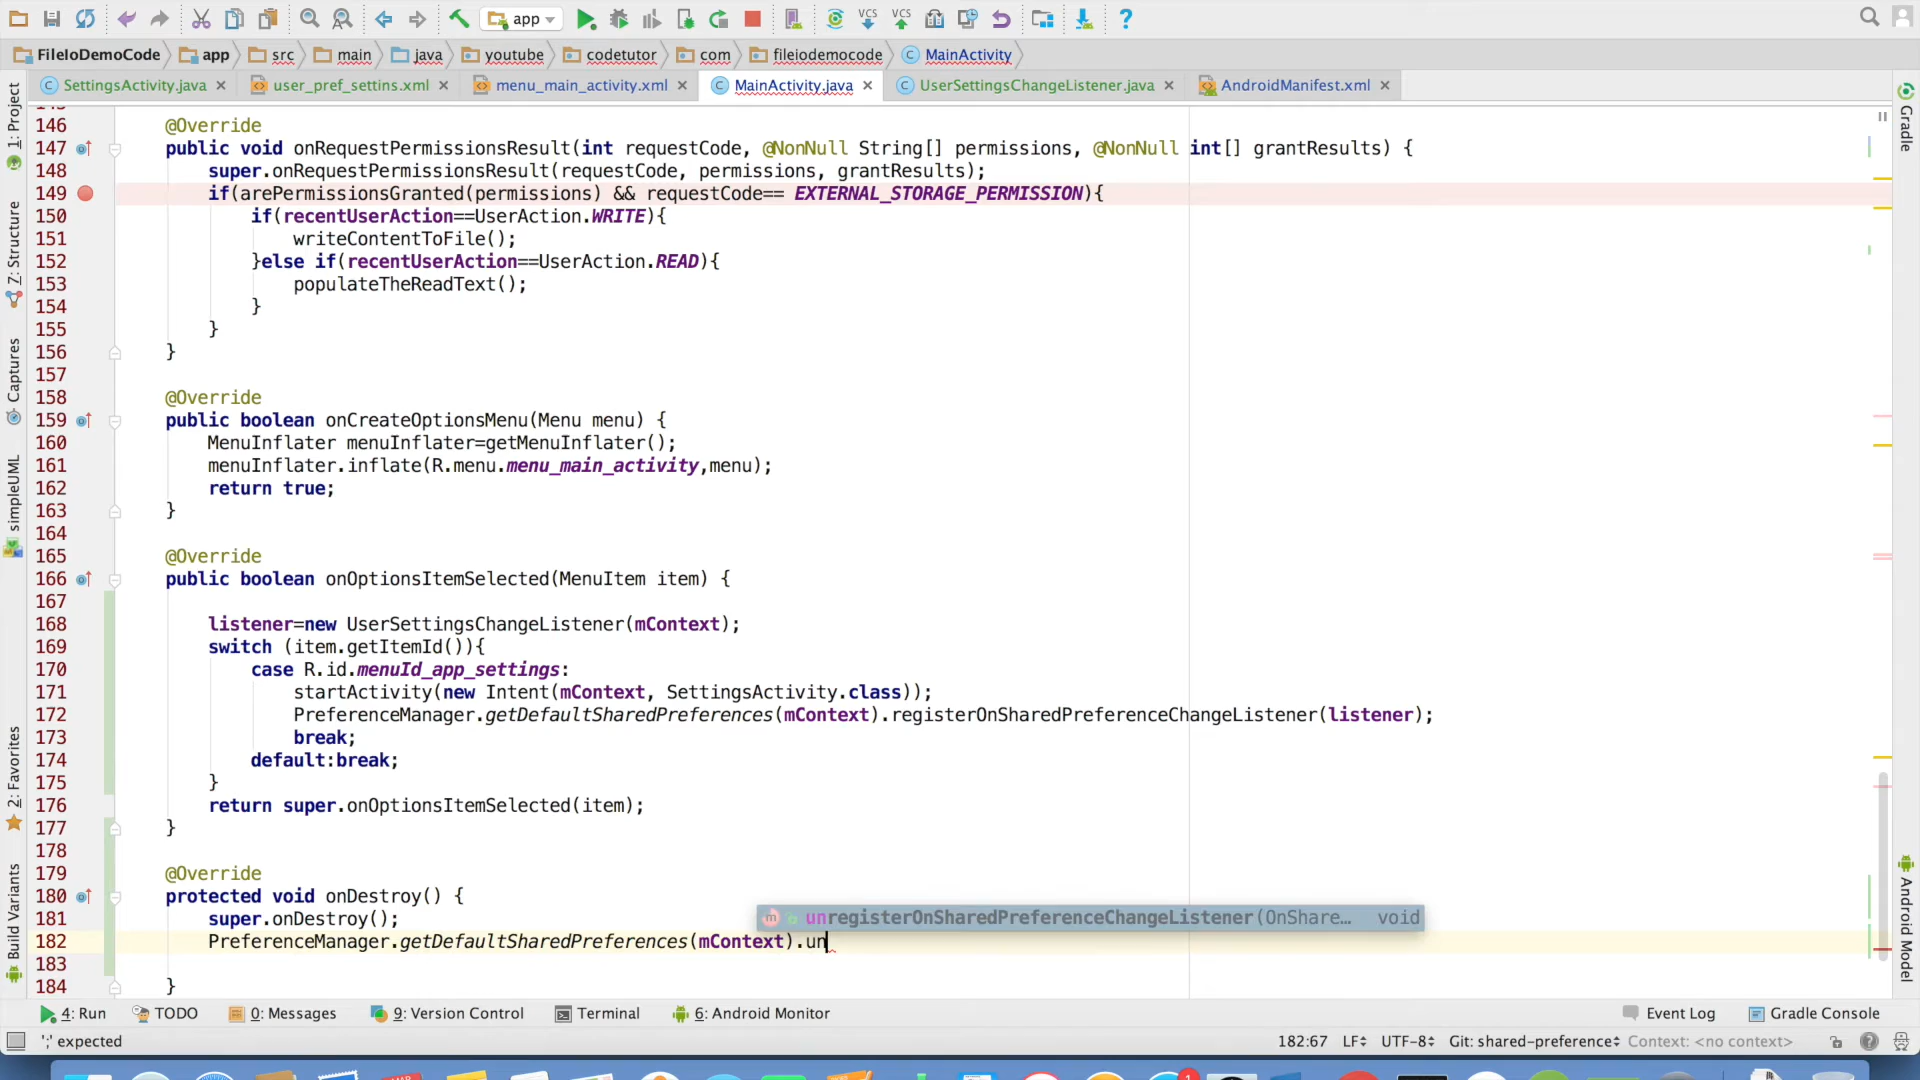 app
FileIoDemoCode app src main java youtube codetutor com fileiodemocode MainActivity
SettingsActivity.java user_pref_settins.xml menu_main_activity.xml MainActivity.java UserSettingsChangeListener.java AndroidManifest.xml
146 @Override
147 public void onRequestPermissionsResult(int requestCode, @NonNull String[] permissions, @NonNull int[] grantResults) {
148 super.onRequestPermissionsResult(requestCode, permissions, grantResults);
149 if(arePermissionsGranted(permissions) && requestCode== EXTERNAL_STORAGE_PERMISSION){
150 if(recentUserAction==UserAction.WRITE){
151 writeContentToFile();
152 }else if(recentUserAction==UserAction.READ){
153 populateTheReadText();
154 }
155 }
156 }
157
158 @Override
159 public boolean onCreateOptionsMenu(Menu menu) {
160 MenuInflater menuInflater=getMenuInflater();
161 menuInflater.inflate(R.menu.menu_main_activity,menu);
162 return true;
163 }
164
165 @Override
166 public boolean onOptionsItemSelected(MenuItem item) {
167
168 listener=new UserSettingsChangeListener(mContext);
169 switch (item.getItemId()){
170 case R.id.menuId_app_settings:
171 startActivity(new Intent(mContext, SettingsActivity.class));
172 PreferenceManager.getDefaultSharedPreferences(mContext).registerOnSharedPreferenceChangeListener(listener);
173 break;
174 default:break;
175 }
176 return super.onOptionsItemSelected(item);
177 }
178
179 @Override
180 protected void onDestroy() {
181 super.onDestroy();
unregisterOnSharedPreferenceChangeListener(OnShare... void
182 PreferenceManager.getDefaultSharedPreferences(mContext).un
183
184 }
1: Project
7: Structure
Captures
simpleUML
2: Favorites
Build Variants
Gradle
Android Model
4: Run TODO 0: Messages 9: Version Control Terminal 6: Android Monitor Event Log Gradle Console
';' expected 182:67 LF UTF-8 Git: shared-preference Context: <no context>